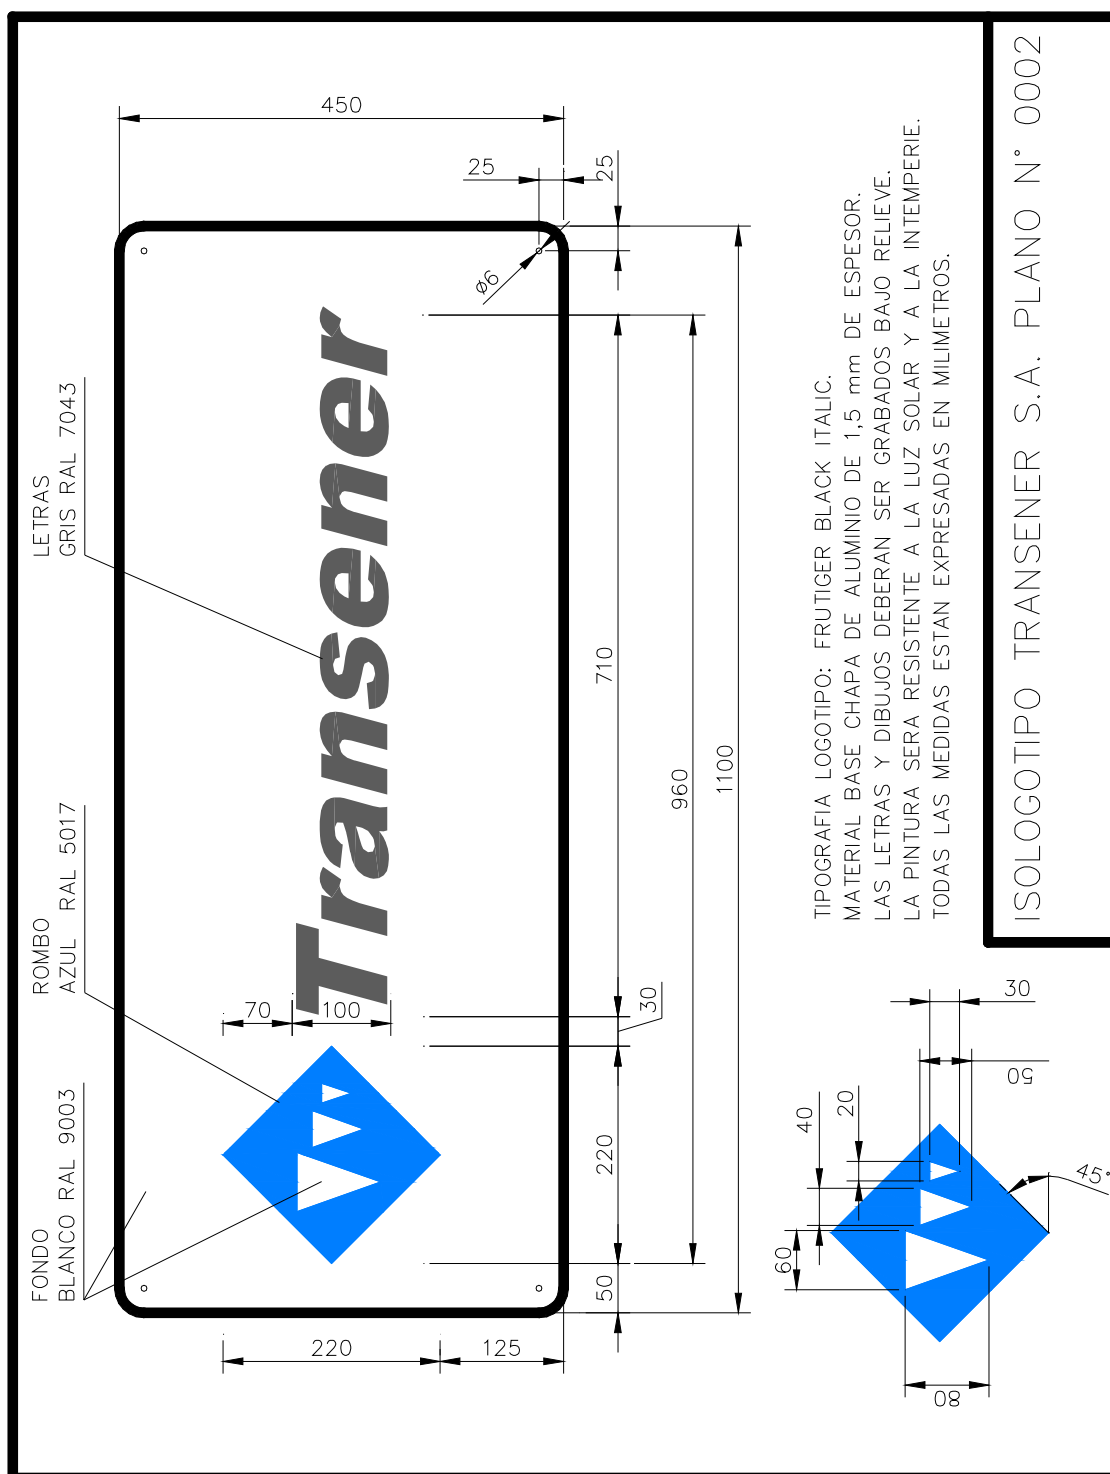 LETRAS
GRIS RAL 7043
ROMBO
AZUL RAL 5017
FONDO
BLANCO RAL 9003
450
25
25
Ø6
Transener
70
100
30
710
960
1100
220
50
220
125
TIPOGRAFIA LOGOTIPO: FRUTIGER BLACK ITALIC.
MATERIAL BASE CHAPA DE ALUMINIO DE 1,5 mm DE ESPESOR.
LAS LETRAS Y DIBUJOS DEBERAN SER GRABADOS BAJO RELIEVE.
LA PINTURA SERA RESISTENTE A LA LUZ SOLAR Y A LA INTEMPERIE.
TODAS LAS MEDIDAS ESTAN EXPRESADAS EN MILIMETROS.
30
50
20
40
60
80
45°
ISOLOGOTIPO TRANSENER S.A. PLANO N° 0002